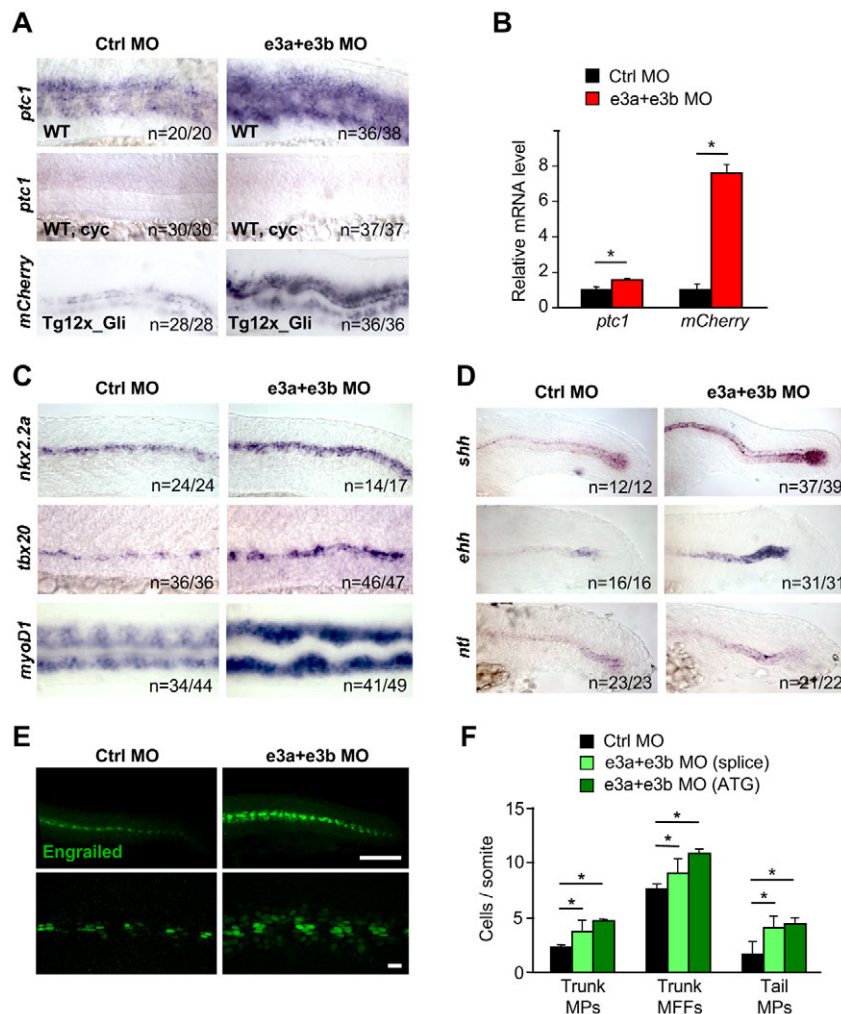 A
Ctrl MO
e3a+e3b MO
ptc1
WT
n=20/20
WT
n=36/38
ptc1
WT, cyc
n=30/30
WT, cyc
n=37/37
mCherry
Tg12x_Gli
n=28/28
Tg12x_Gli
n=36/36
B
Ctrl MO
e3a+e3b MO
Relative mRNA level
8
6
4
2
0
*
*
ptc1
mCherry
C
Ctrl MO
e3a+e3b MO
nkx2.2a
n=24/24
n=14/17
tbx20
n=36/36
n=46/47
myoD1
n=34/44
n=41/49
D
Ctrl MO
e3a+e3b MO
shh
n=12/12
n=37/39
ehh
n=16/16
n=31/31
ntl
n=23/23
n=21/22
E
Ctrl MO
e3a+e3b MO
Engrailed
F
Ctrl MO
e3a+e3b MO (splice)
e3a+e3b MO (ATG)
Cells / somite
15
10
5
0
*
*
*
*
*
*
Trunk MPs
Trunk MFFs
Tail MPs